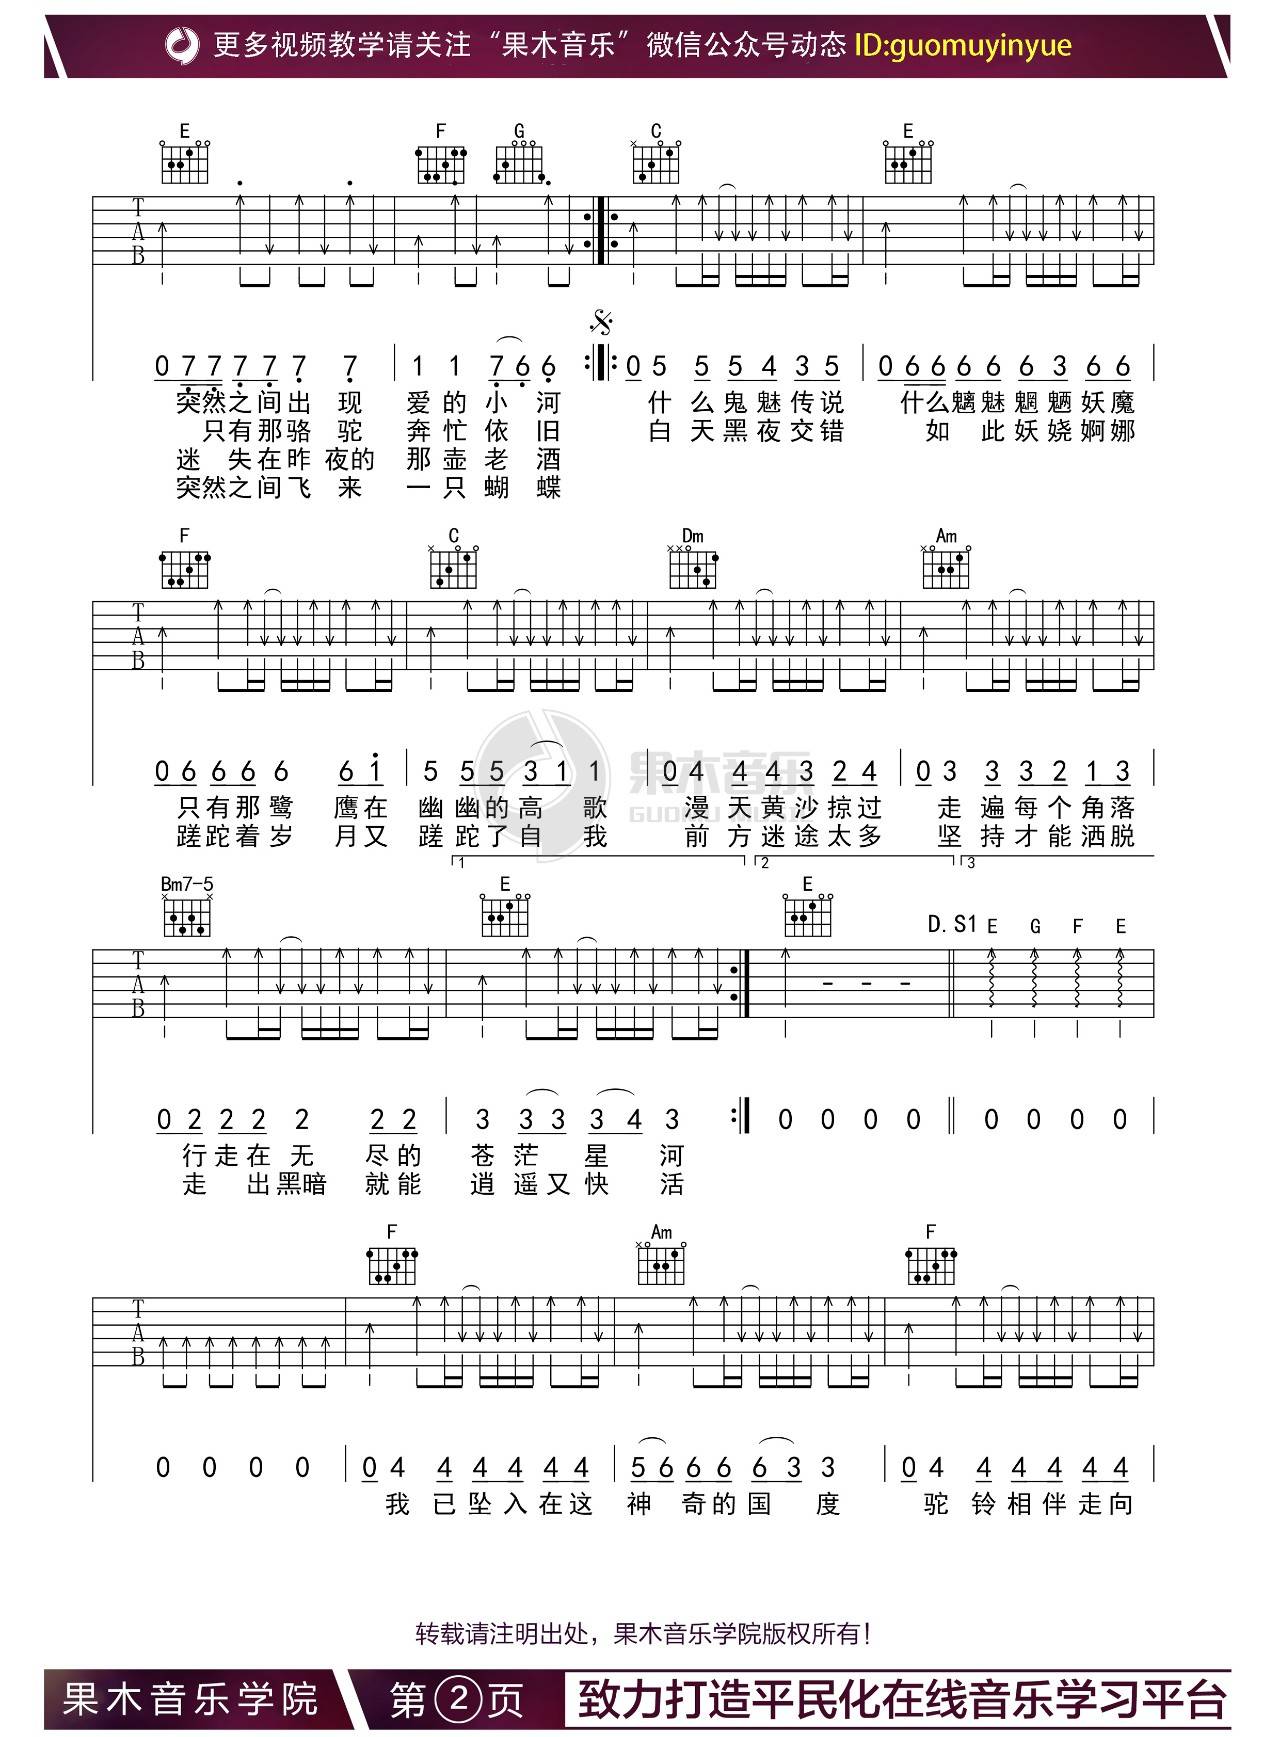 更多视频教学请关注“果木音乐”微信公众号动态 ID:guomuyinyue
E F G C E
T
A
B
0 7 7 7 7 7 7 1 1 7 6 6 0 5 5 5 4 3 5 0 6 6 6 6 6 3 6 6
突然之间出 现 爱的小 河 什么鬼魅传说 什么魑魅魍魉妖魔
只有那骆 驼 奔忙依 旧 白天黑夜交错 如此妖娆婀娜
迷 失在昨 夜的 那壶老 酒
突然之间飞 来 一只蝴 蝶
F C Dm Am
T
A
B
0 6 6 6 6 6 1 5 5 5 3 1 1 0 4 4 4 3 2 4 0 3 3 3 2 1 3
果木音乐
GUOMU MUSIC
只有那鹭 鹰在 幽幽的高 歌 漫天黄沙掠过 走遍每个角落
蹉跎着岁 月又 蹉跎了自 我 前方迷途太多 坚持才能洒脱
1 2 3
Bm7-5 E E D.S1 E G F E
T
A
B
- - -
0 2 2 2 2 2 2 3 3 3 3 4 3 0 0 0 0 0 0 0 0
行走在无 尽的 苍茫 星 河
走 出黑暗 就能 逍遥又快 活
F Am F
T
A
B
0 0 0 0 0 4 4 4 4 4 4 5 6 6 6 6 3 3 0 4 4 4 4 4 4
我已坠入在这 神 奇的国 度 驼铃相伴走向
转载请注明出处，果木音乐学院版权所有！
果木音乐学院 第②页 致力打造平民化在线音乐学习平台